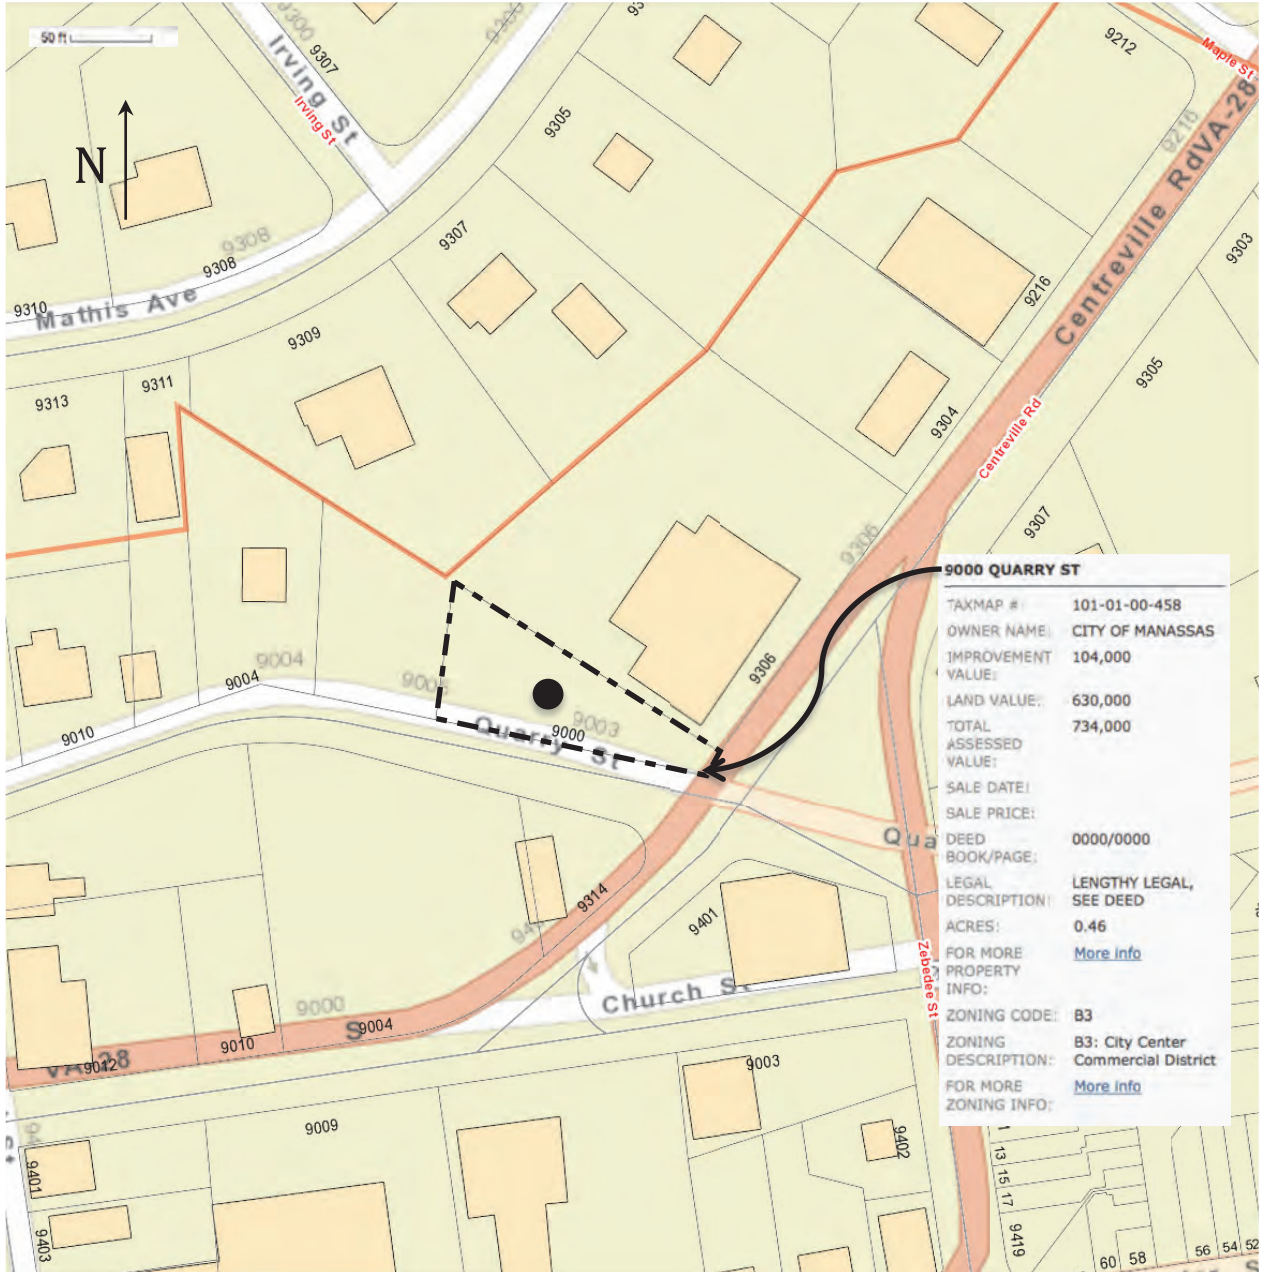 50 ft
9300
9307
Irving St
Irving St
9305
9212
Maple St
9216
Centreville Rd VA-28
N
9308
9308
9310
Mathis Ave
9307
9303
9216
9309
9305
9313
9311
9304
Centreville Rd
9307
9306
9306
9004
9004
9003
9000
Quarry St
9010
Qua
9314
9401
Church St
Zebedee St
9000
S
9004
9010
VA-28
9012
9003
9009
9402
9401
9403
13
15
17
9419
60
58
56
54
52
9000 QUARRY ST
TAXMAP #: 101-01-00-458
OWNER NAME: CITY OF MANASSAS
IMPROVEMENT VALUE: 104,000
LAND VALUE: 630,000
TOTAL ASSESSED VALUE: 734,000
SALE DATE:
SALE PRICE:
DEED BOOK/PAGE: 0000/0000
LEGAL DESCRIPTION: LENGTHY LEGAL, SEE DEED
ACRES: 0.46
FOR MORE PROPERTY INFO: More info
ZONING CODE: B3
ZONING DESCRIPTION: B3: City Center Commercial District
FOR MORE ZONING INFO: More info